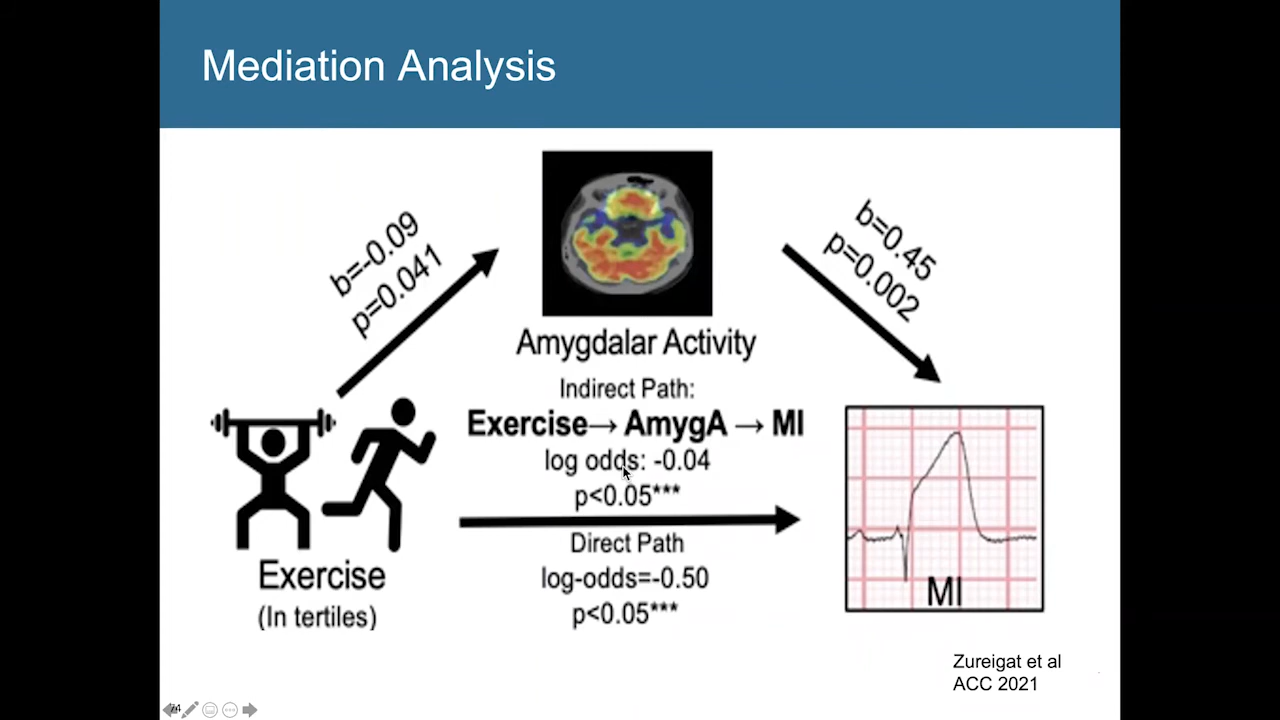 Mediation Analysis
b=-0.09
p=0.041
b=0.45
p=0.002
Amygdalar Activity
Indirect Path:
Exercise→ AmygA → MI
log odds: -0.04
p<0.05***
Direct Path
log-odds=-0.50
p<0.05***
Exercise
(In tertiles)
MI
Zureigat et al
ACC 2021
74